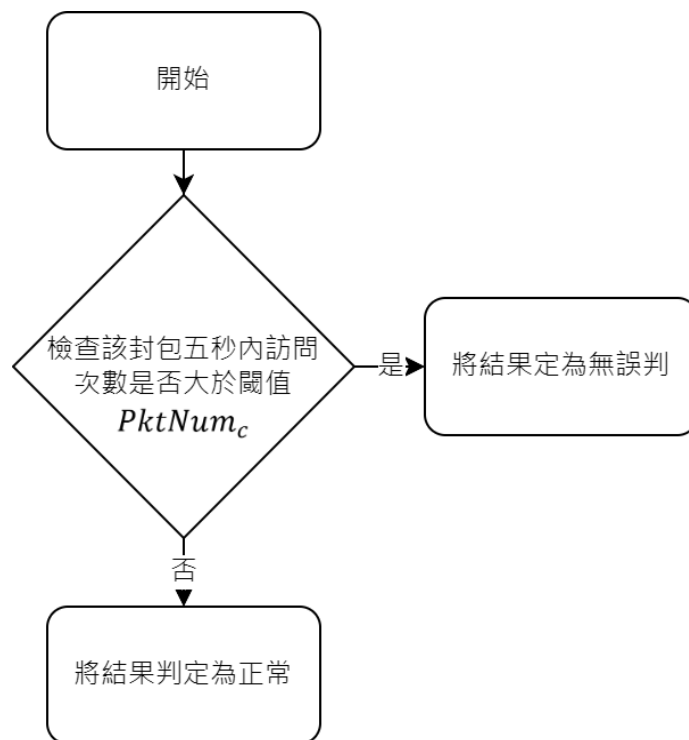 開始
檢查該封包五秒內訪問
次數是否大於閾值
PktNum_c
是
將結果定為無誤判
否
將結果判定為正常